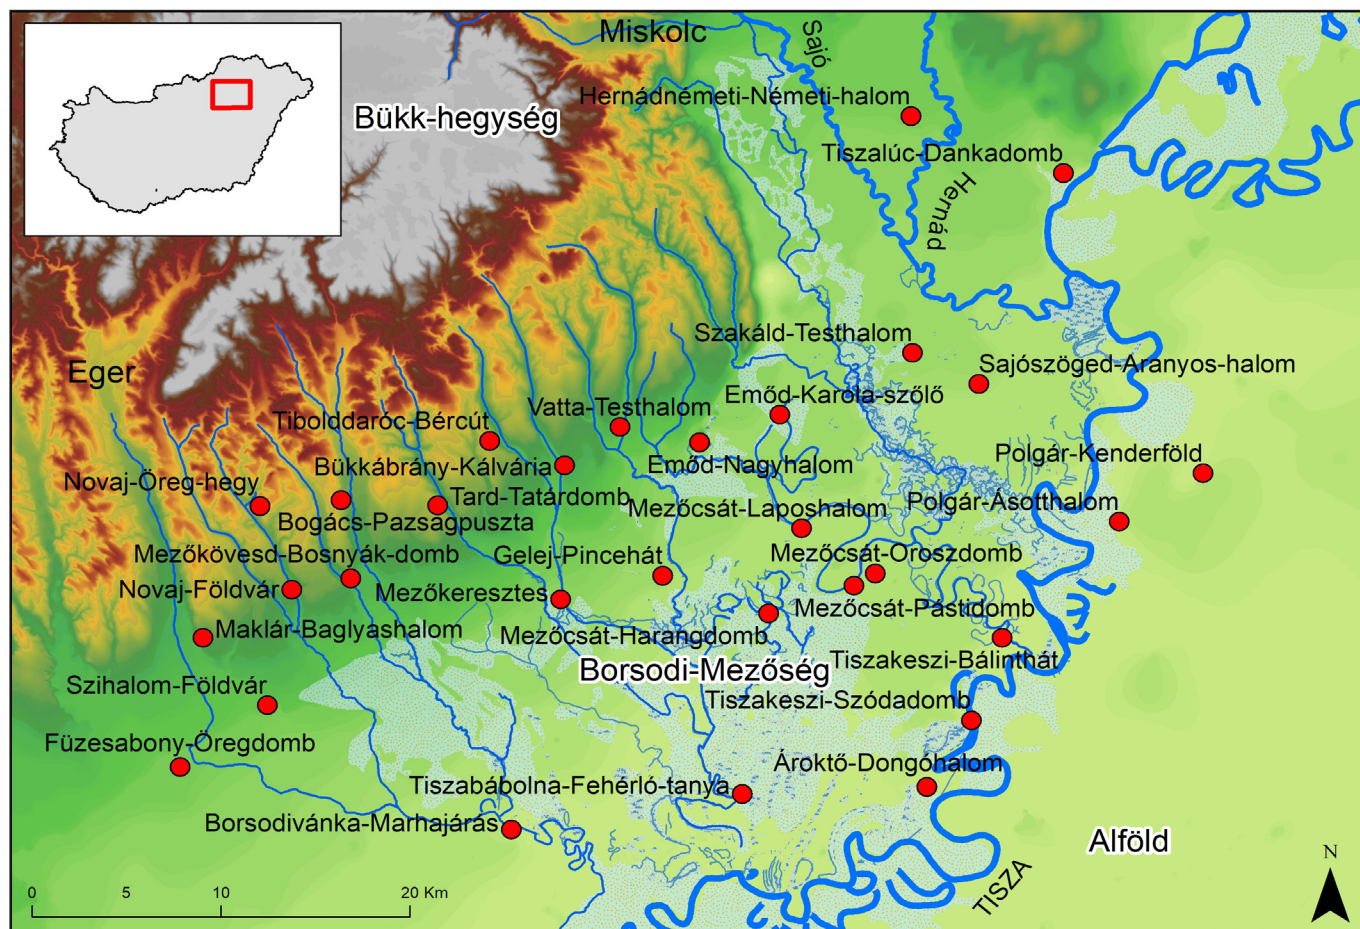 Miskolc
Sajó
Hernádnémeti-Németi-halom
Bükk-hegység
Tiszalúc-Dankadomb
Hernád
Szakáld-Testhalom
Sajószöged-Aranyos-halom
Eger
Emőd-Karola-szőlő
Vatta-Testhalom
Tibolddaróc-Bércút
Polgár-Kenderföld
Bükkábrány-Kálvária
Emőd-Nagyhalom
Novaj-Öreg-hegy
Tard-Tatárdomb
Mezőcsát-Laposhalom
Polgár-Ásotthalom
Bogács-Pazsagpuszta
Mezőkövesd-Bosnyák-domb
Gelej-Pincehát
Mezőcsát-Oroszdomb
Novaj-Földvár
Mezőkeresztes
Mezőcsát-Pástidomb
Maklár-Baglyashalom
Mezőcsát-Harangdomb
Tiszakeszi-Bálinthát
Borsodi-Mezőség
Szihalom-Földvár
Tiszakeszi-Szódadomb
Füzesabony-Öregdomb
Ároktő-Dongóhalom
Tiszabábolna-Fehérló-tanya
Borsodivánka-Marhajárás
Alföld
TISZA
N
0 5 10 20 Km